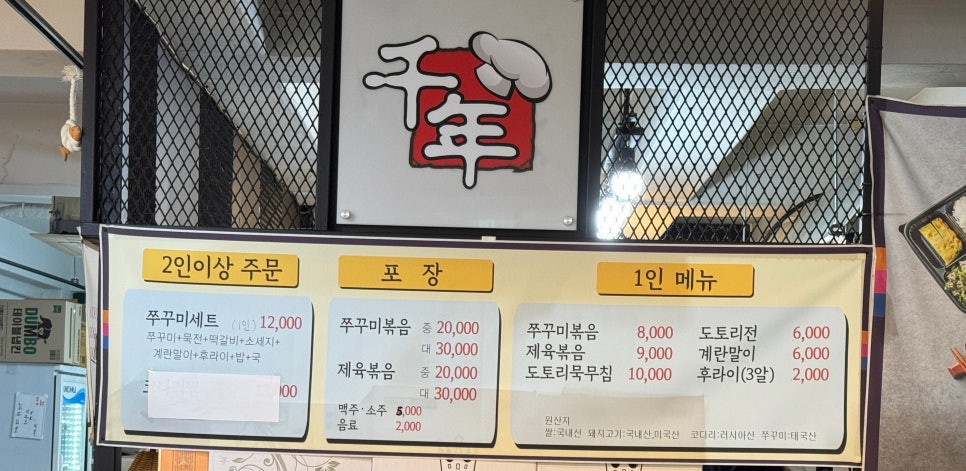 千年
2인이상 주문
쭈꾸미세트 (1인) 12,000
쭈꾸미+묵전+떡갈비+소세지+
계란말이+후라이+밥+국
포 장
쭈꾸미볶음 중 20,000
대 30,000
제육볶음 중 20,000
대 30,000
맥주·소주 5,000
음료 2,000
1인 메뉴
쭈꾸미볶음 8,000
제육볶음 9,000
도토리묵무침 10,000
도토리전 6,000
계란말이 6,000
후라이(3알) 2,000
원산지
쌀:국내산 돼지고기:국내산,미국산 코다리:러시아산 쭈꾸미:태국산
DUMBO